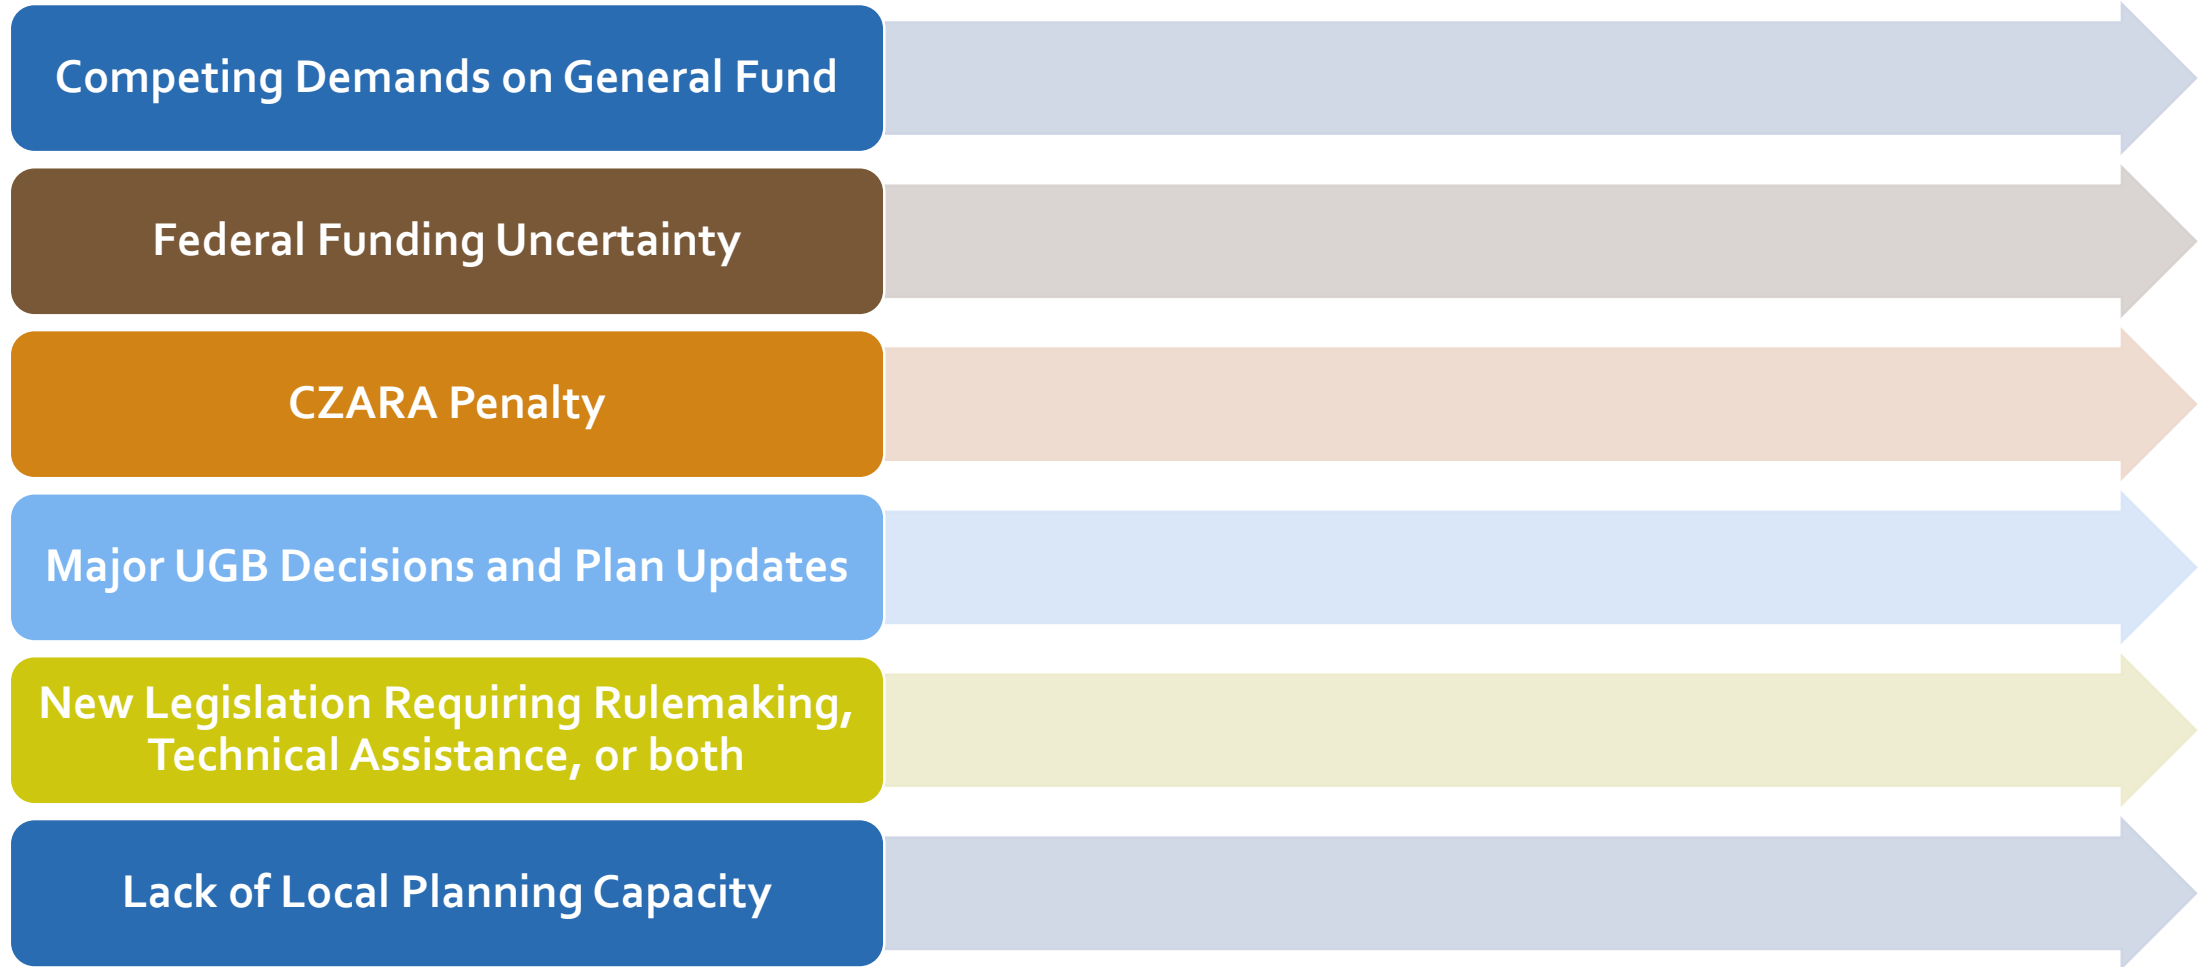 Competing Demands on General Fund
Federal Funding Uncertainty
CZARA Penalty
Major UGB Decisions and Plan Updates
New Legislation Requiring Rulemaking,
Technical Assistance, or both
Lack of Local Planning Capacity